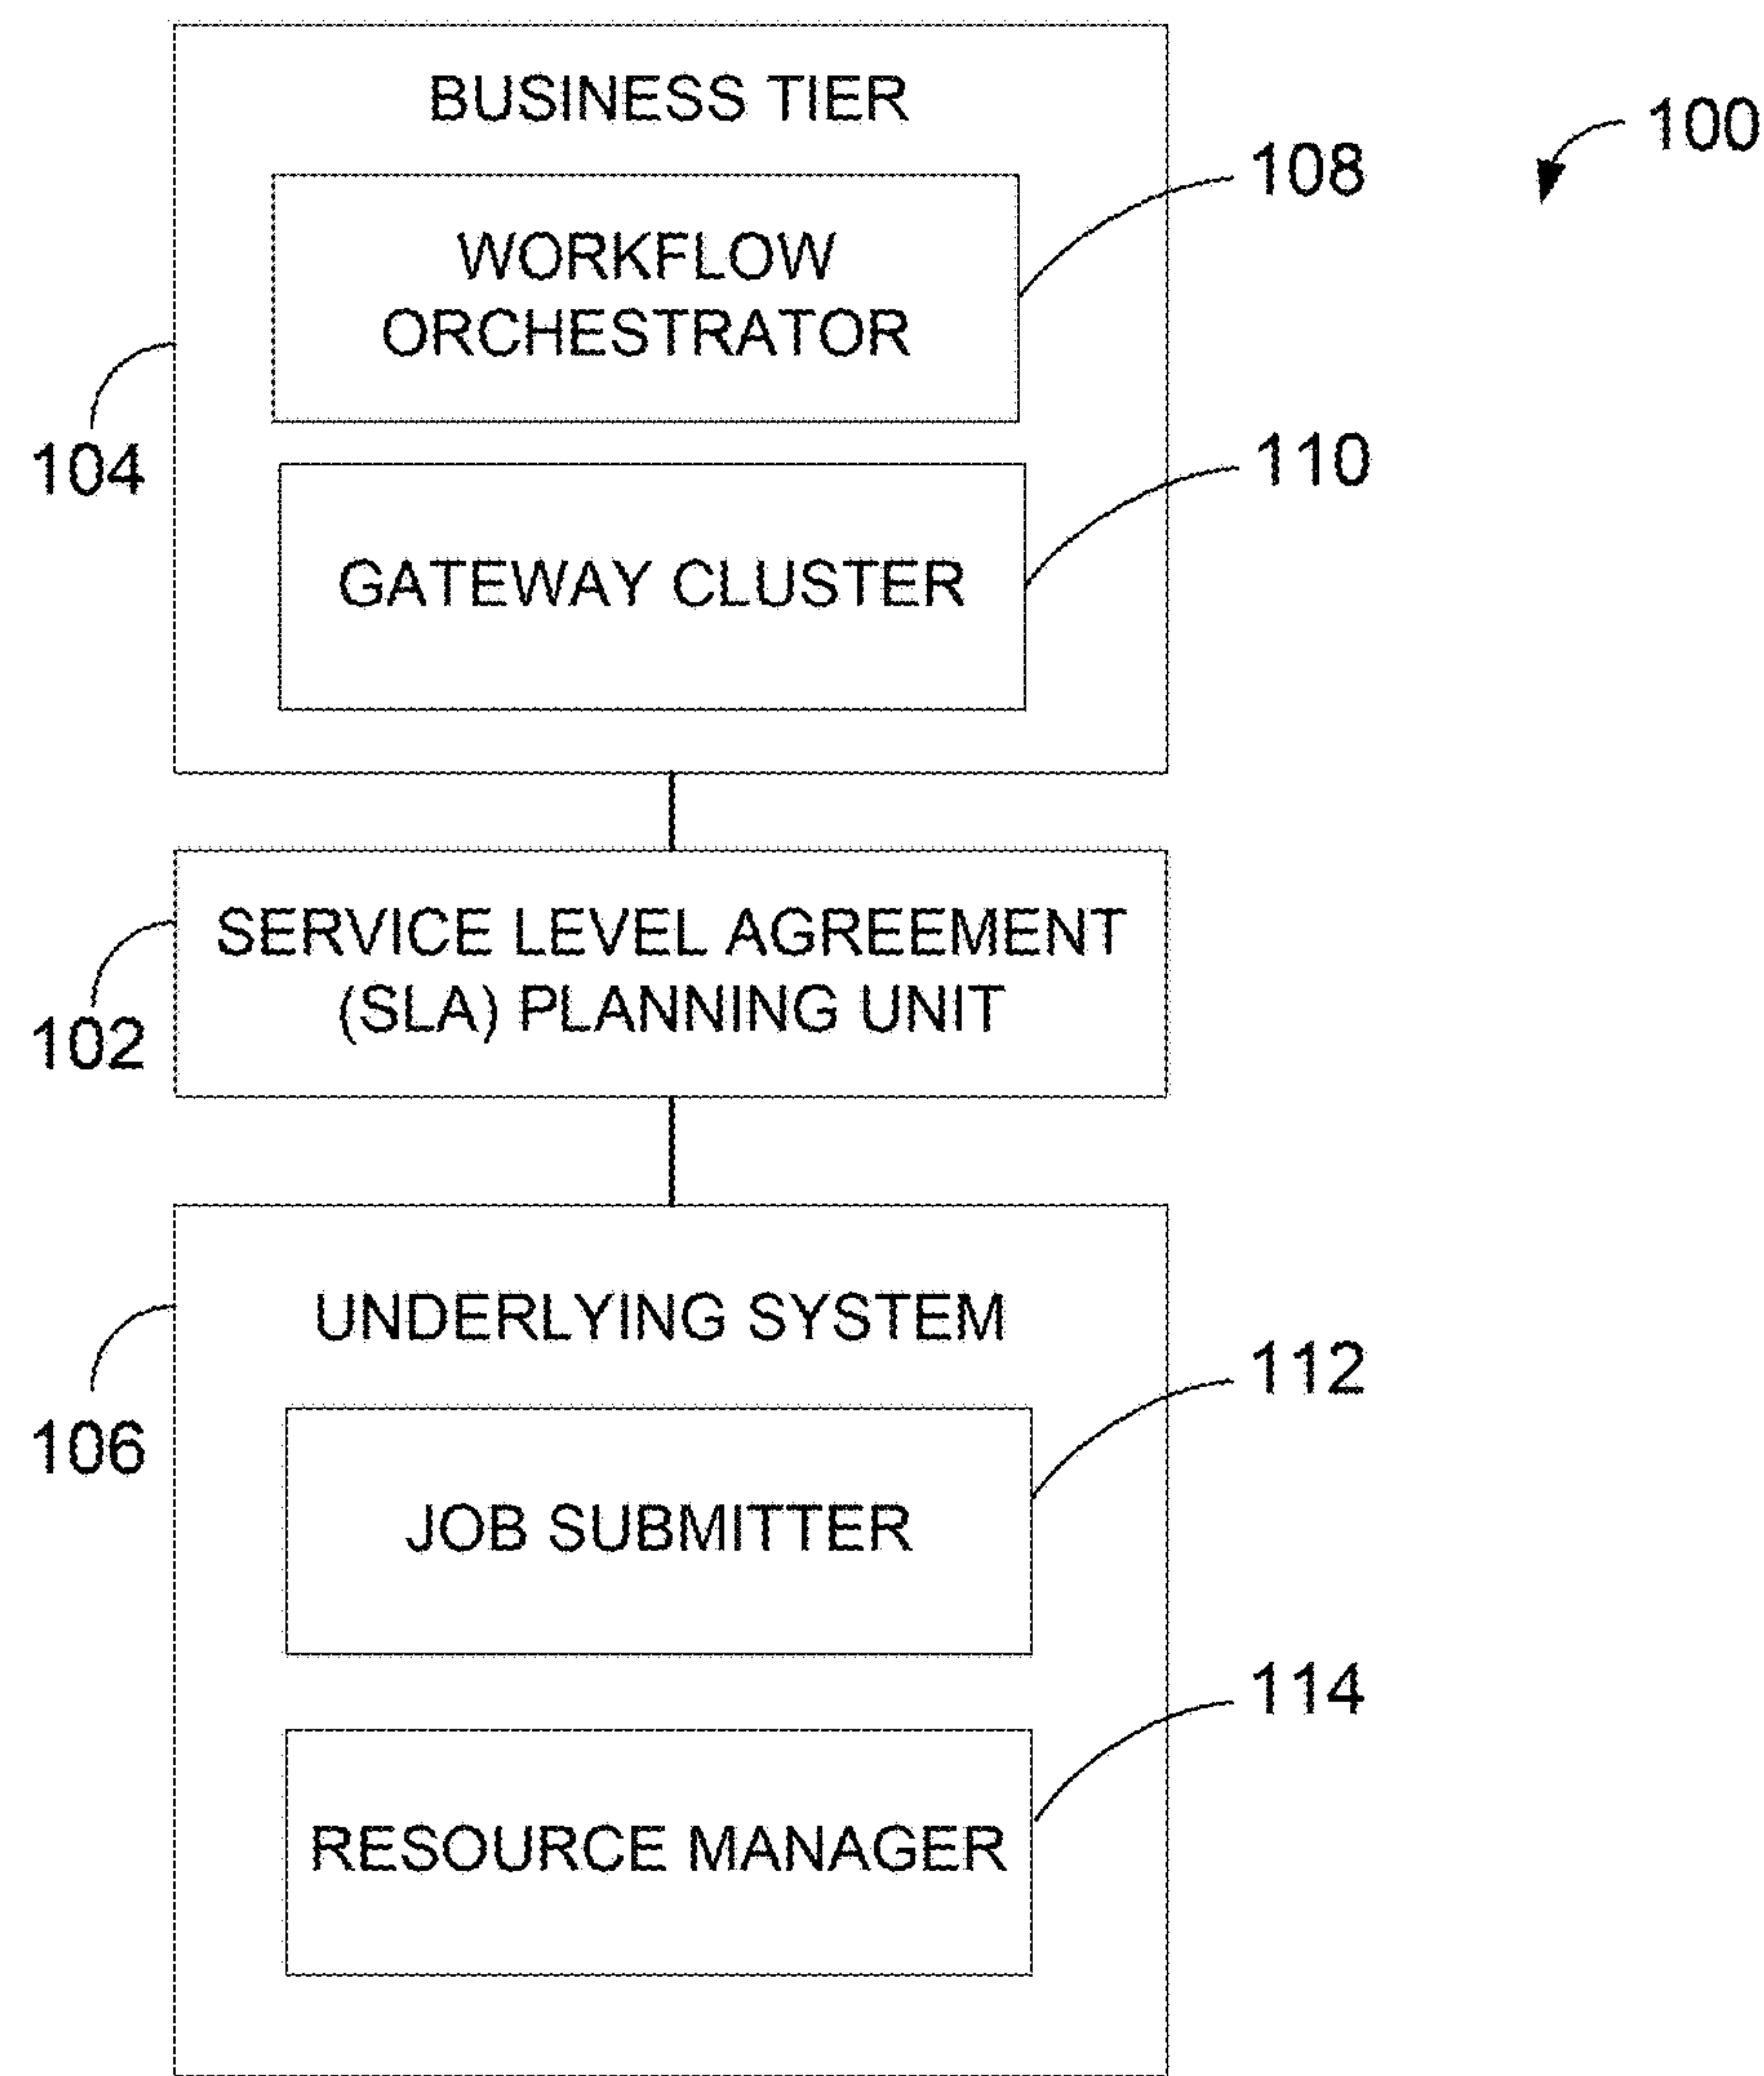 BUSINESS TIER
100
108
WORKFLOW
ORCHESTRATOR
104
110
GATEWAY CLUSTER
SERVICE LEVEL AGREEMENT
(SLA) PLANNING UNIT
102
UNDERLYING SYSTEM
112
106
JOB SUBMITTER
114
RESOURCE MANAGER